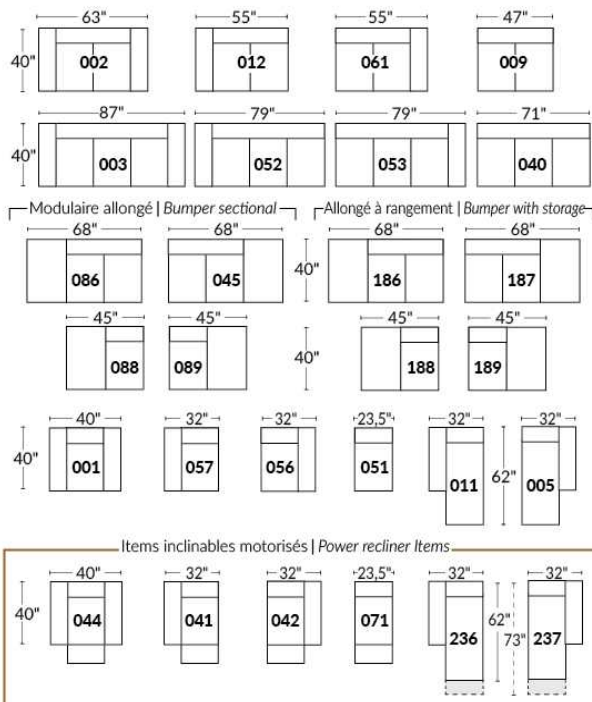 63" 55" 55" 47"
40" 002 012 061 009
87" 79" 79" 71"
40" 003 052 053 040
Modulaire allongé | Bumper sectional Allongé à rangement | Bumper with storage
68" 68" 68" 68"
086 045 40" 186 187
45" 45" 45" 45"
088 089 40" 188 189
40" 32" 32" 23,5" 32" 32"
40" 001 057 056 051 011 62" 005
Items inclinables motorisés | Power recliner Items
40" 32" 32" 23,5" 32" 32"
40" 044 041 042 071 236 62" 73" 237